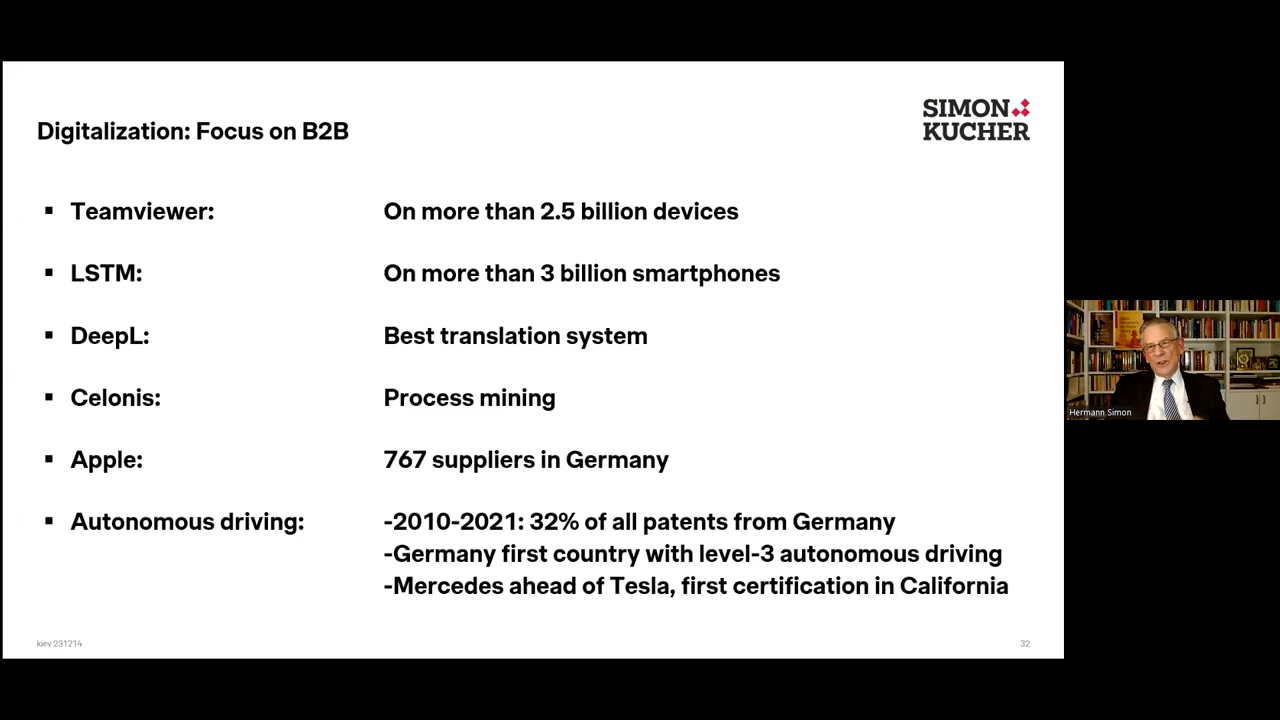 Digitalization: Focus on B2B
SIMON
KUCHER
▪ Teamviewer: On more than 2.5 billion devices
▪ LSTM: On more than 3 billion smartphones
▪ DeepL: Best translation system
▪ Celonis: Process mining
▪ Apple: 767 suppliers in Germany
▪ Autonomous driving: -2010-2021: 32% of all patents from Germany
-Germany first country with level-3 autonomous driving
-Mercedes ahead of Tesla, first certification in California
kiev 231214
32
Hermann Simon